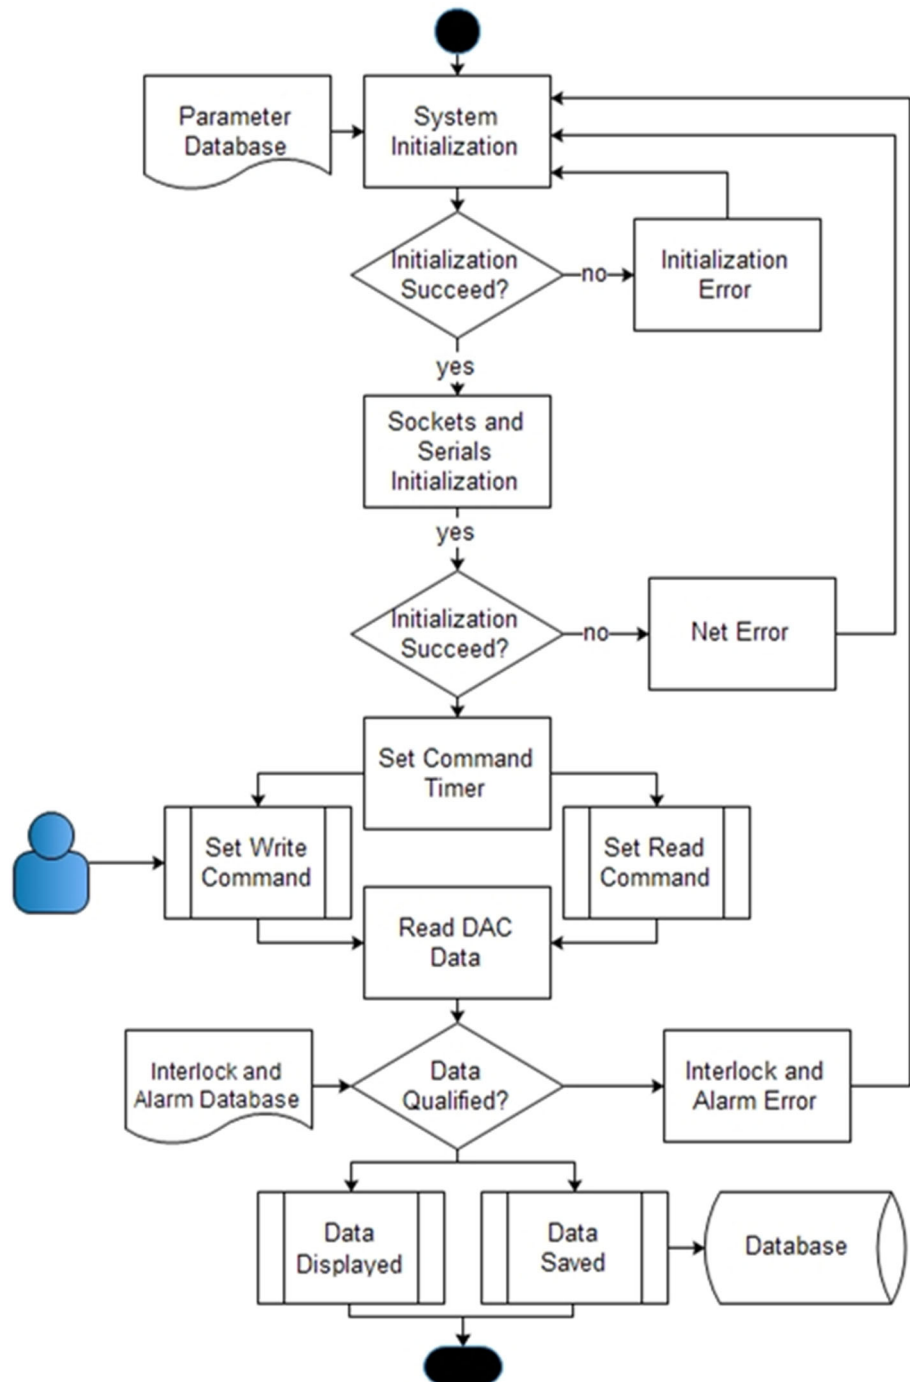 Parameter
Database
System
Initialization
Initialization
Succeed?
no
Initialization
Error
yes
Sockets and
Serials
Initialization
yes
Initialization
Succeed?
no
Net Error
Set Command
Timer
Set Write
Command
Set Read
Command
Read DAC
Data
Interlock and
Alarm Database
Data
Qualified?
Interlock and
Alarm Error
Data
Displayed
Data
Saved
Database